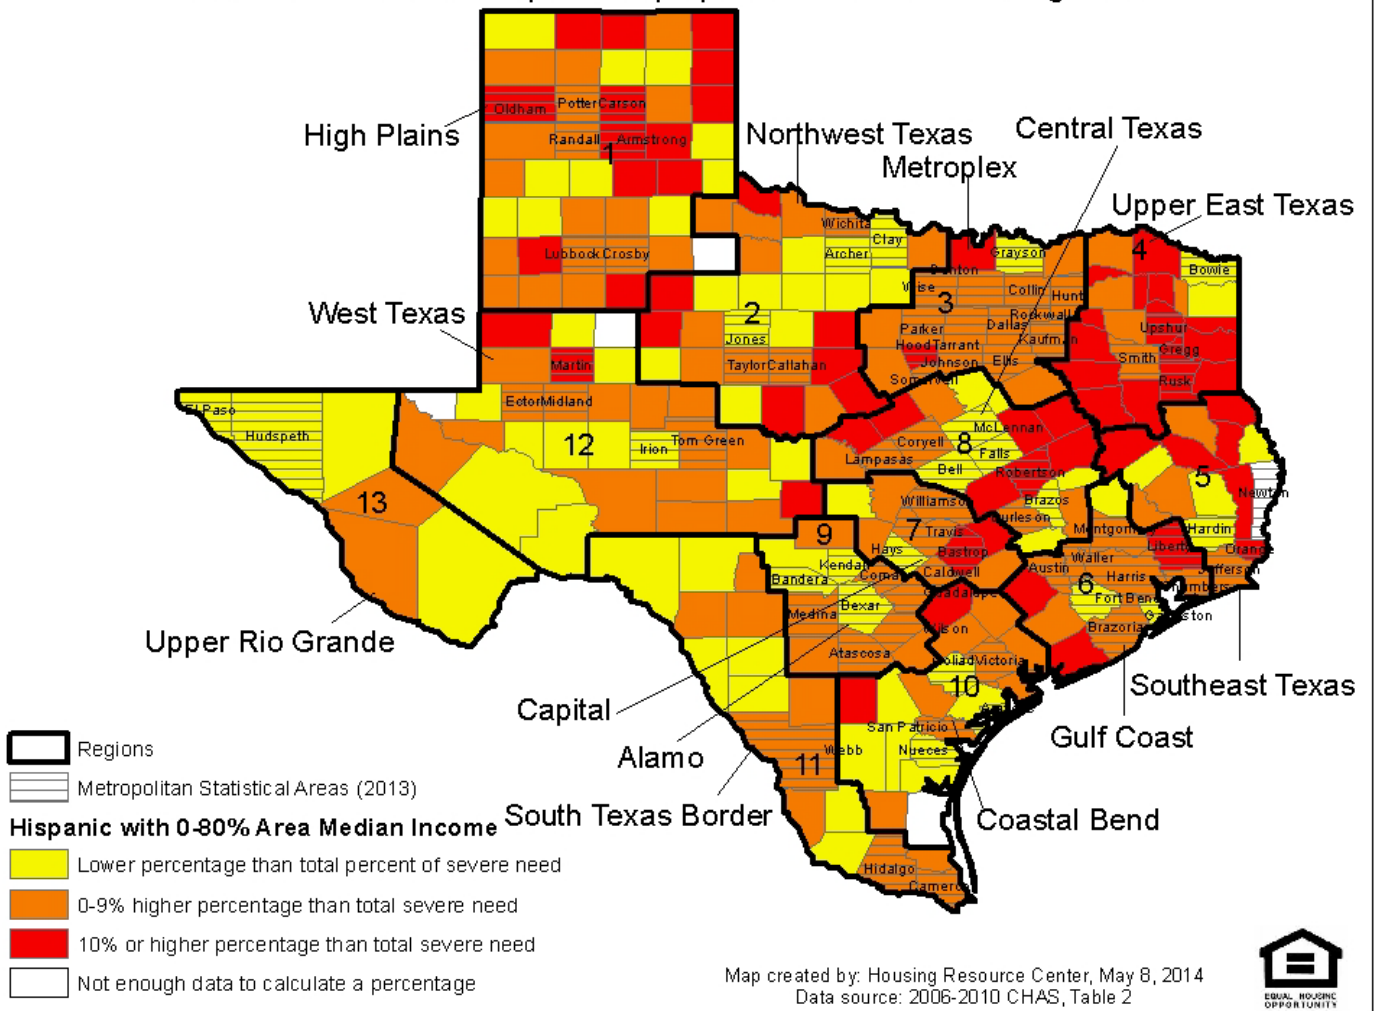 High Plains
Northwest Texas
Central Texas
Metroplex
Upper East Texas
West Texas
Oldham
Potter
Carson
Randall
Armstrong
1
Lubbock
Crosby
Wichita
Clay
Archer
Grayson
4
Bowie
Denton
Wise
Collin
Hunt
3
Rockwall
Parker
Dallas
Hood
Tarrant
Kaufman
Johnson
Ellis
Somervell
2
Jones
Taylor
Callahan
Upshur
Gregg
Smith
Rusk
Martin
El Paso
Hudspeth
Ector
Midland
12
Irion
Tom Green
McLennan
Coryell
8
Falls
Lampasas
Bell
Robertson
5
Newton
13
Williamson
Brazos
Burleson
7
Travis
Montgomery
Hardin
9
Hays
Bastrop
Liberty
Orange
Kendall
Caldwell
Austin
Waller
Jefferson
Bandera
Comal
Harris
6
Fort Bend
Chambers
Bexar
Guadalupe
Galveston
Medina
Wilson
Brazoria
Atascosa
Goliad
Victoria
10
Aransas
San Patricio
Nueces
Webb
11
Hidalgo
Cameron
Upper Rio Grande
Capital
Alamo
South Texas Border
Southeast Texas
Gulf Coast
Coastal Bend
Regions
Metropolitan Statistical Areas (2013)
Hispanic with 0-80% Area Median Income
Lower percentage than total percent of severe need
0-9% higher percentage than total severe need
10% or higher percentage than total severe need
Not enough data to calculate a percentage
Map created by: Housing Resource Center, May 8, 2014
Data source: 2006-2010 CHAS, Table 2
EQUAL HOUSING
OPPORTUNITY